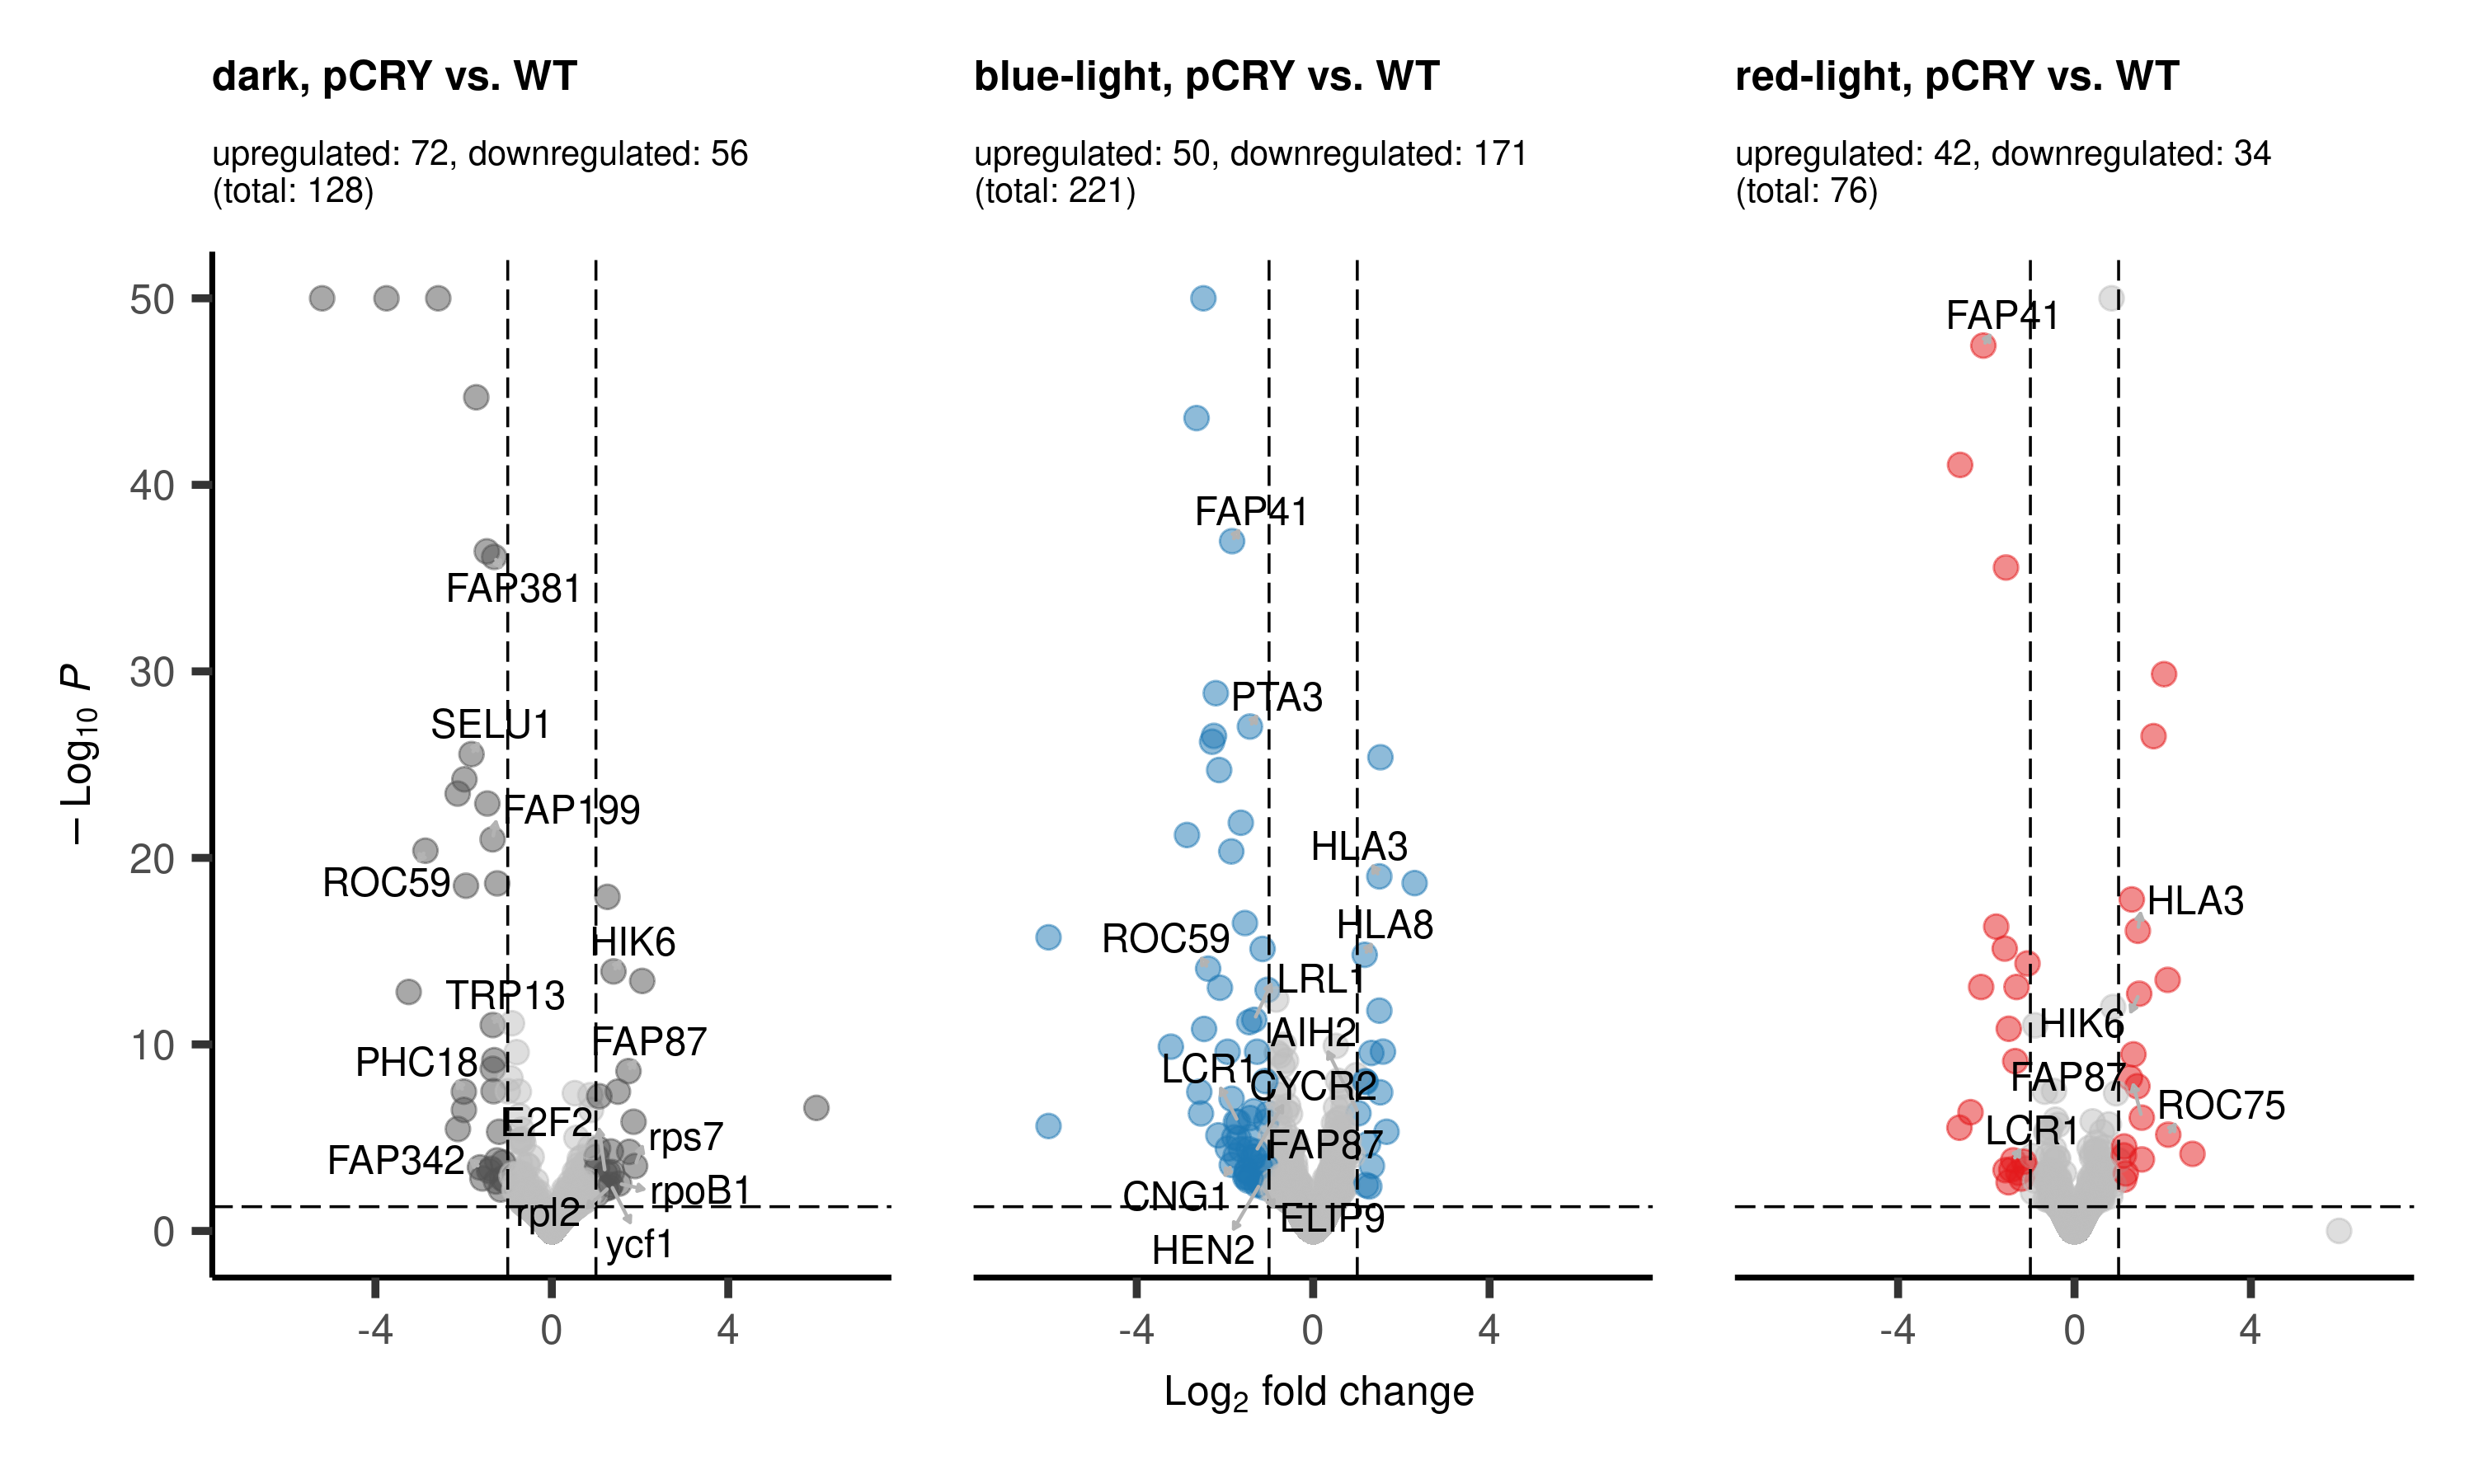 dark, pCRY vs. WT
upregulated: 72, downregulated: 56
(total: 128)
blue-light, pCRY vs. WT
upregulated: 50, downregulated: 171
(total: 221)
red-light, pCRY vs. WT
upregulated: 42, downregulated: 34
(total: 76)
− Log10 P
50
40
30
20
10
0
FAP381
SELU1
FAP199
ROC59
HIK6
TRP13
FAP87
PHC18
E2F2
rps7
FAP342
rpoB1
rpl2
ycf1
-4
0
4
FAP41
PTA3
HLA3
HLA8
ROC59
LRL1
AIH2
LCR1
CYCR2
FAP87
CNG1
ELIP9
HEN2
-4
0
4
FAP41
HLA3
HIK6
FAP87
ROC75
LCR1
-4
0
4
Log2 fold change